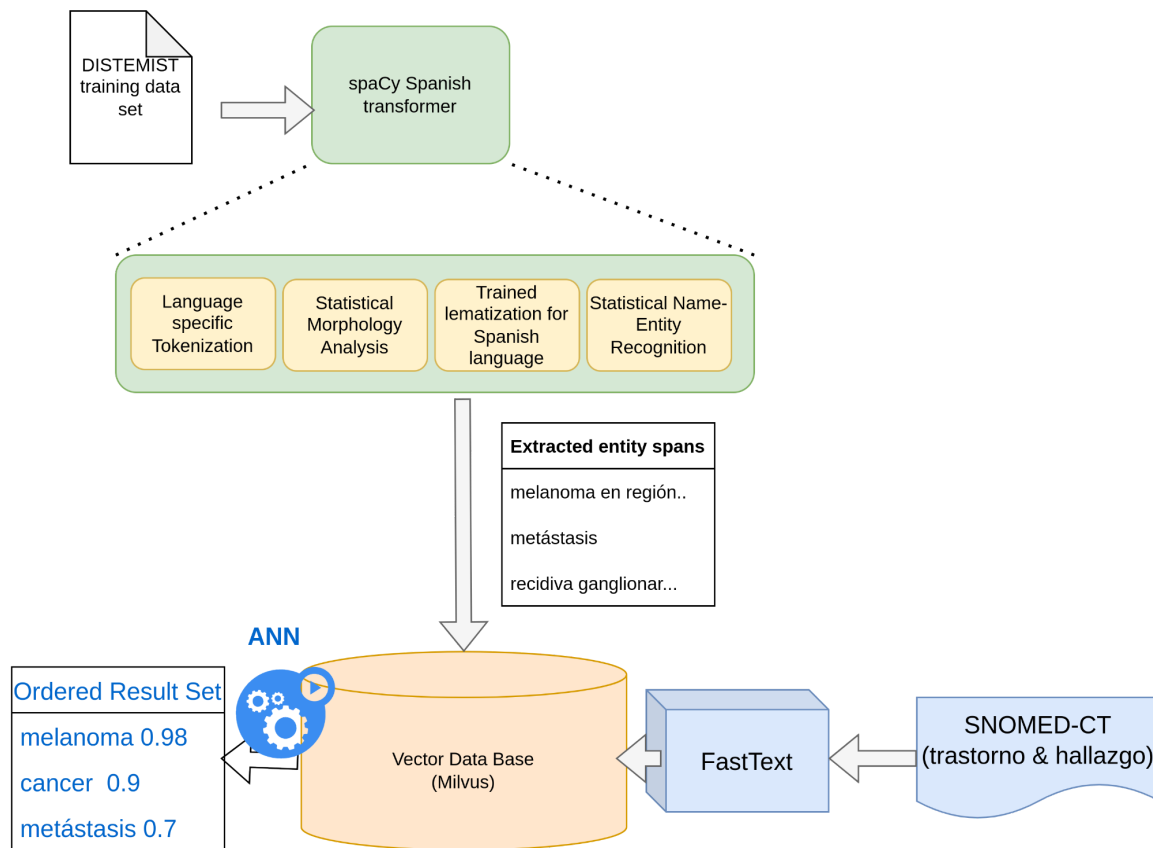 DISTEMIST
training data
set
spaCy Spanish
transformer
Language
specific
Tokenization
Statistical
Morphology
Analysis
Trained
lematization for
Spanish
language
Statistical Name-
Entity
Recognition
Extracted entity spans
melanoma en región..
metástasis
recidiva ganglionar...
ANN
Ordered Result Set
melanoma 0.98
cancer 0.9
metástasis 0.7
Vector Data Base
(Milvus)
FastText
SNOMED-CT
(trastorno & hallazgo)